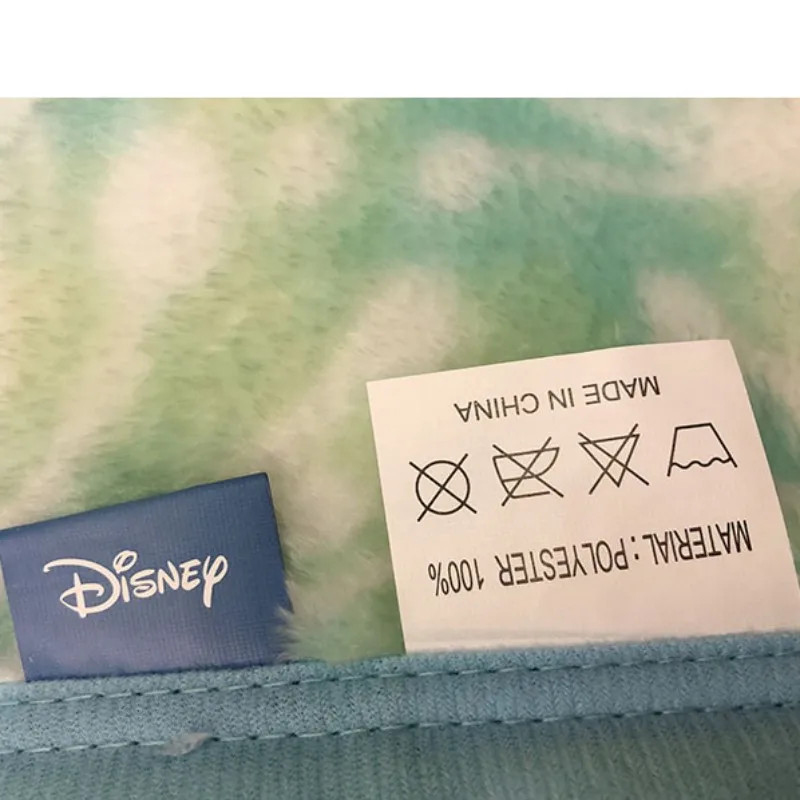 DISNEY
MATERIAL : POLYESTER 100%
MADE IN CHINA